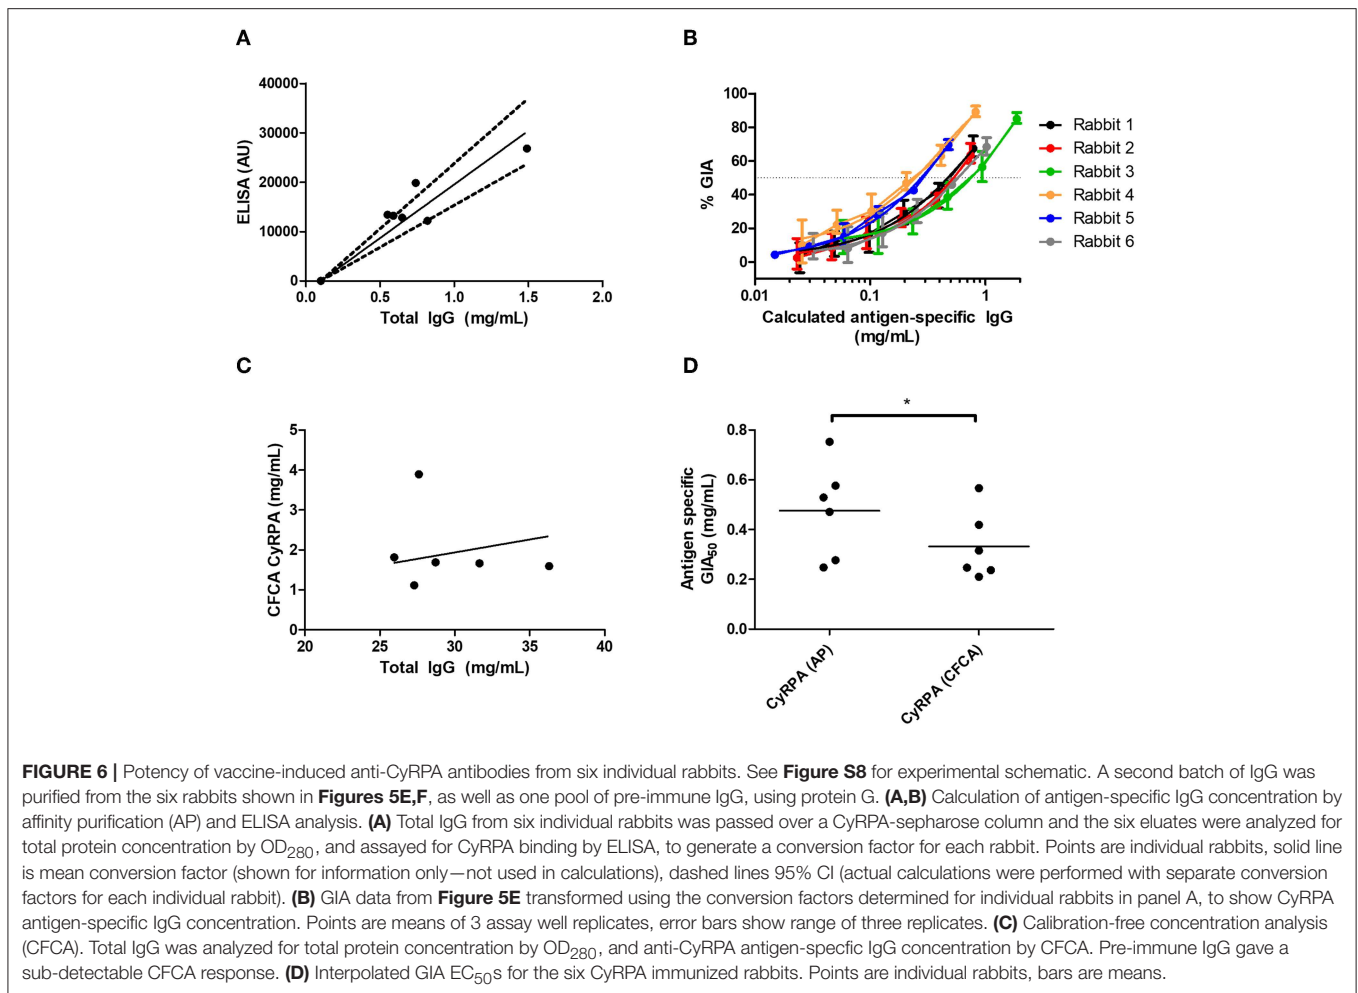 A
ELISA (AU)
40000
30000
20000
10000
0
0.0 0.5 1.0 1.5 2.0
Total IgG (mg/mL)
B
% GIA
100
80
60
40
20
0
0.01 0.1 1
Calculated antigen-specific IgG
(mg/mL)
Rabbit 1
Rabbit 2
Rabbit 3
Rabbit 4
Rabbit 5
Rabbit 6
C
CFCA CyRPA (mg/mL)
5
4
3
2
1
0
20 25 30 35 40
Total IgG (mg/mL)
D
*
Antigen specific
GIA50 (mg/mL)
0.8
0.6
0.4
0.2
0.0
CyRPA (AP)
CyRPA (CFCA)
FIGURE 6 | Potency of vaccine-induced anti-CyRPA antibodies from six individual rabbits. See Figure S8 for experimental schematic. A second batch of IgG was
purified from the six rabbits shown in Figures 5E,F, as well as one pool of pre-immune IgG, using protein G. (A,B) Calculation of antigen-specific IgG concentration by
affinity purification (AP) and ELISA analysis. (A) Total IgG from six individual rabbits was passed over a CyRPA-sepharose column and the six eluates were analyzed for
total protein concentration by OD280, and assayed for CyRPA binding by ELISA, to generate a conversion factor for each rabbit. Points are individual rabbits, solid line
is mean conversion factor (shown for information only—not used in calculations), dashed lines 95% CI (actual calculations were performed with separate conversion
factors for each individual rabbit). (B) GIA data from Figure 5E transformed using the conversion factors determined for individual rabbits in panel A, to show CyRPA
antigen-specific IgG concentration. Points are means of 3 assay well replicates, error bars show range of three replicates. (C) Calibration-free concentration analysis
(CFCA). Total IgG was analyzed for total protein concentration by OD280, and anti-CyRPA antigen-specfic IgG concentration by CFCA. Pre-immune IgG gave a
sub-detectable CFCA response. (D) Interpolated GIA EC50s for the six CyRPA immunized rabbits. Points are individual rabbits, bars are means.